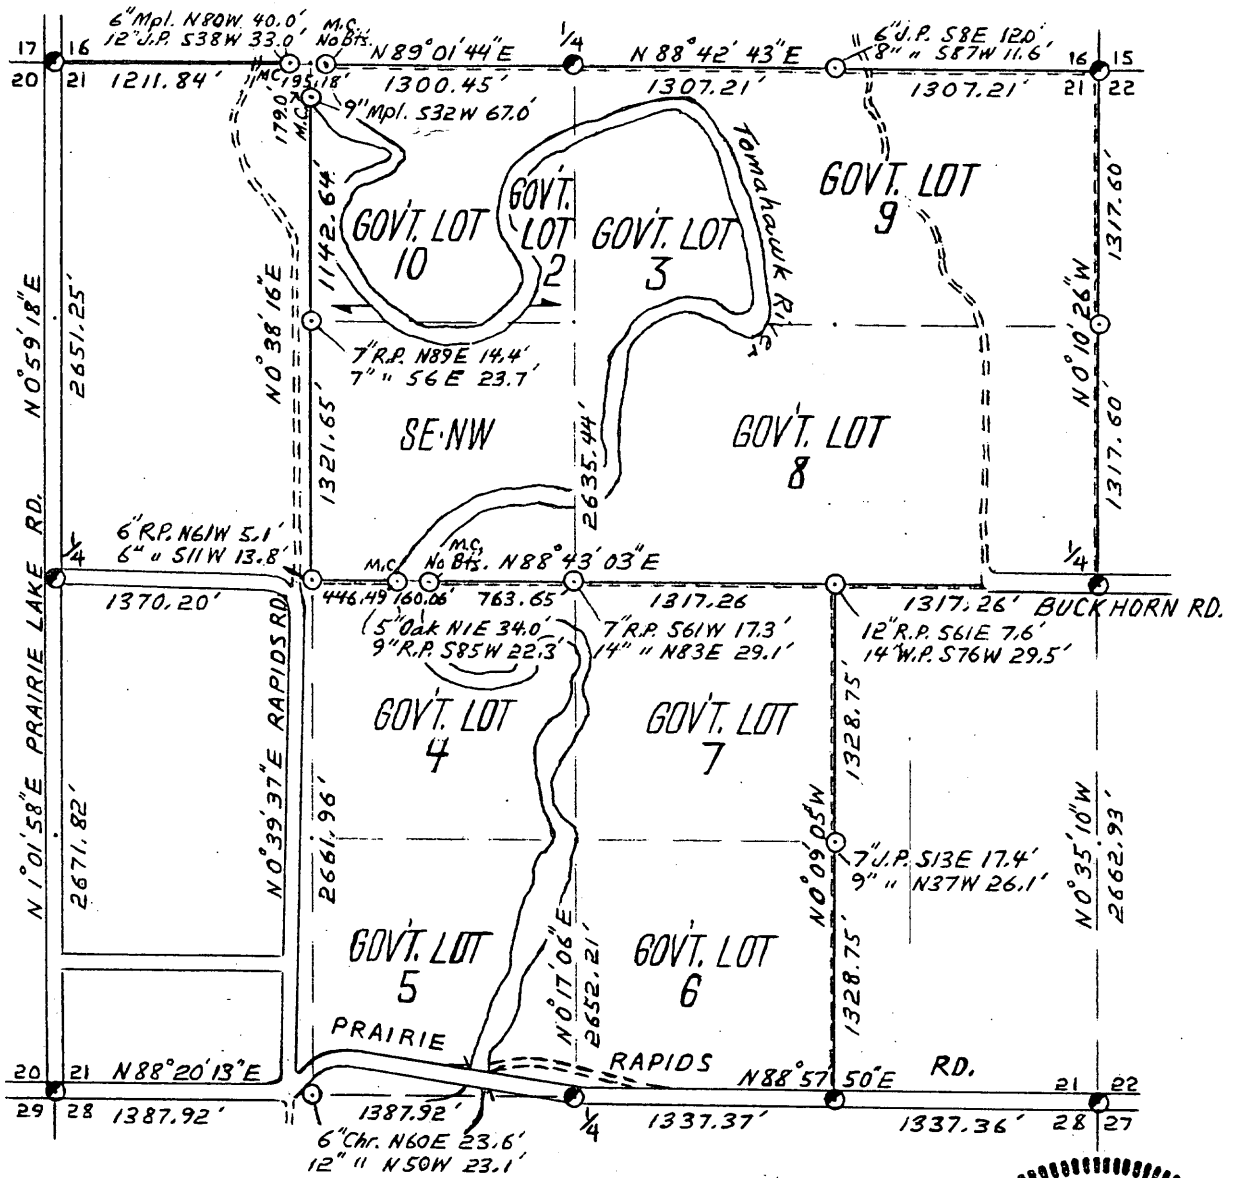 6" Mpl. N80W 40.0'
12" J.P. S38W 33.0'
M.C.
No Bts.
N 89° 01' 44" E
1/4
N 88° 42' 43" E
6" J.P. S8E 12.0'
8" " S87W 11.6'
17 16
20 21
16 15
21 22
1211.84'
M.C.
195.18'
1300.45'
1307.21'
1307.21'
179.0'
M.C.
9" Mpl. S32W 67.0'
Tomahawk River
GOV'T. LOT
9
GOV'T. LOT
10
GOV'T.
LOT
2
GOV'T. LOT
3
1142.64'
1317.60'
N0° 59' 18" E
2651.25'
N0° 38' 16" E
N0° 10' 26" W
7" R.P. N89E 14.4'
7" " S6E 23.7'
SE-NW
1321.65'
2635.44'
GOV'T. LOT
8
1317.60'
6" R.P. N61W 5.1'
6" " S11W 13.8'
1/4
M.C.
M.C.
No Bts.
N88° 43' 03" E
1/4
1370.20'
446.49
160.06'
763.65'
1317.26
1317.26'
BUCKHORN RD.
5" Oak N1E 34.0'
9" R.P. S85W 22.3'
7" R.P. S61W 17.3'
14" " N83E 29.1'
12" R.P. S61E 7.6'
14" W.P. S76W 29.5'
GOV'T. LOT
4
GOV'T. LOT
7
1328.75'
N 1° 01' 58" E PRAIRIE LAKE RD.
2671.82'
N0° 39' 37" E RAPIDS RD.
2661.96'
N0° 09' 05" W
7" J.P. S13E 17.4'
9" " N37W 26.1'
N0° 35' 10" W
2662.93'
GOV'T. LOT
5
N0° 17' 06" E
2652.21'
GOV'T. LOT
6
1328.75'
PRAIRIE
RAPIDS
RD.
20 21
29 28
N88° 20' 13" E
N88° 57' 50" E
21 22
28 27
1387.92'
1387.92'
1/4
1337.37'
1337.36'
6" Chr. N60E 23.6'
12" " N50W 23.1'